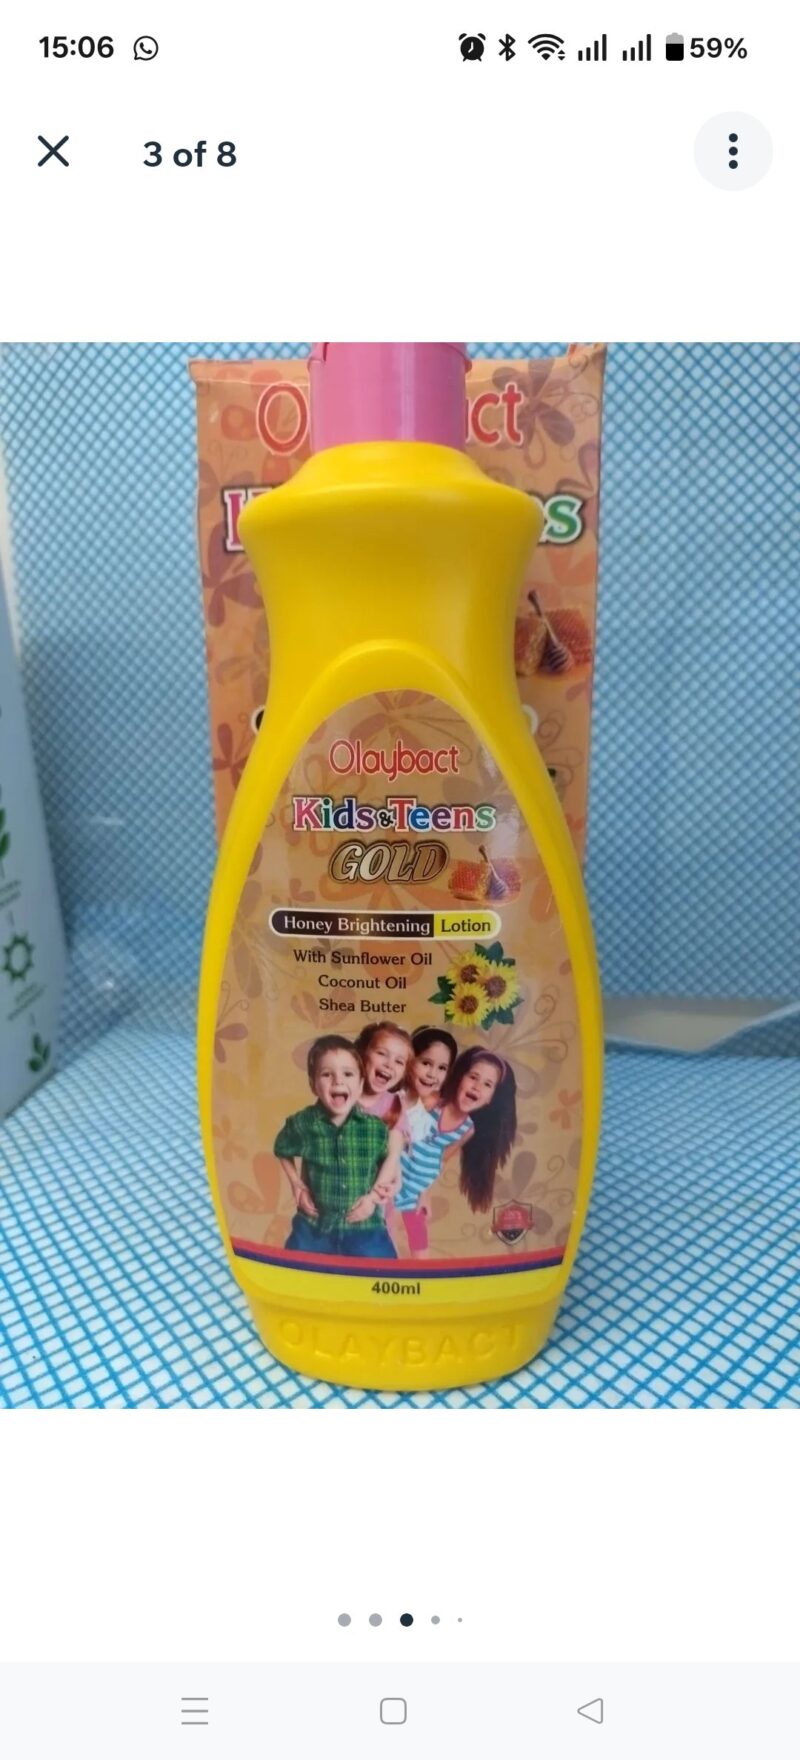 15:06 59%
3 of 8
Olaybact
Kids&Teens
GOLD
Honey Brightening Lotion
With Sunflower Oil
Coconut Oil
Shea Butter
400ml
OLAYBACT